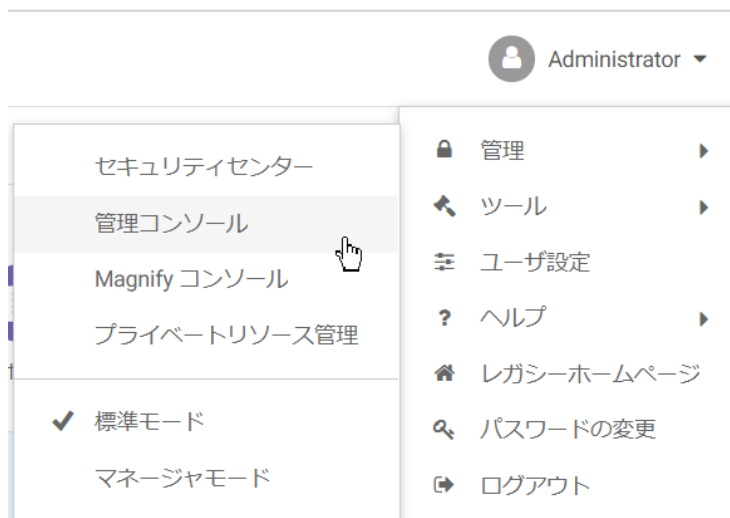 Administrator
セキュリティセンター
管理コンソール
Magnify コンソール
プライベートリソース管理
標準モード
マネージャモード
管理
ツール
ユーザ設定
ヘルプ
レガシーホームページ
パスワードの変更
ログアウト